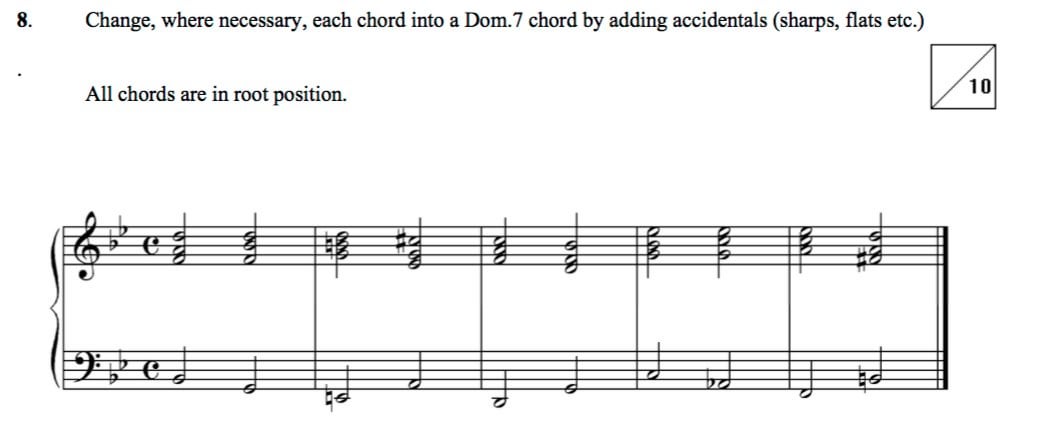 8. Change, where necessary, each chord into a Dom.7 chord by adding accidentals (sharps, flats etc.)
10
.
All chords are in root position.